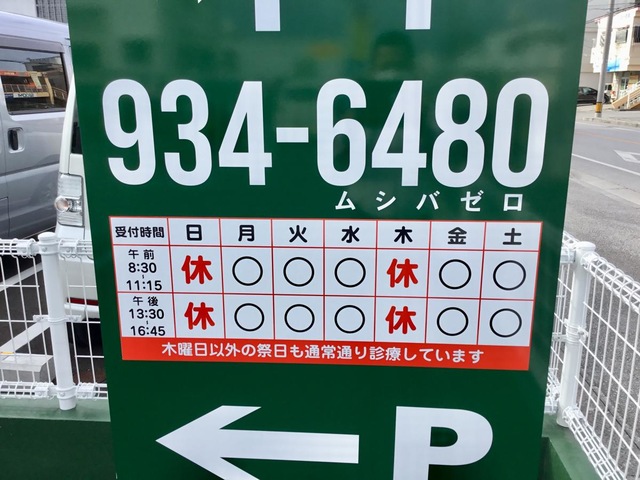 934-6480
ムシバゼロ
受付時間 日 月 火 水 木 金 土
午前 8:30-11:15 休 ○ ○ ○ 休 ○ ○
午後 13:30-16:45 休 ○ ○ ○ 休 ○ ○
木曜日以外の祭日も通常通り診療しています
P